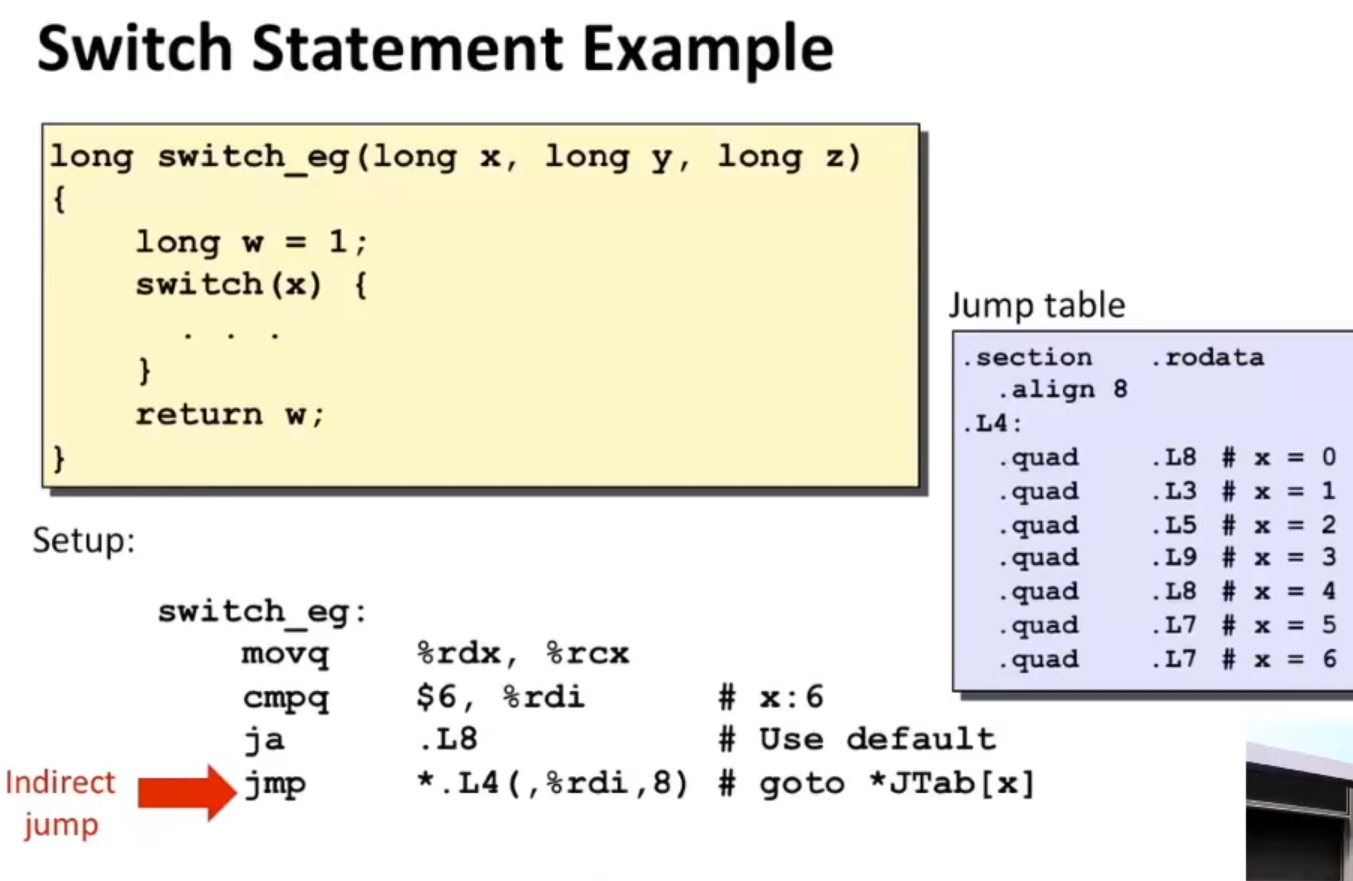 Switch Statement Example
long switch_eg(long x, long y, long z)
{
    long w = 1;
    switch(x) {
      . . .
    }
    return w;
}
Jump table
.section    .rodata
  .align 8
.L4:
  .quad    .L8 # x = 0
  .quad    .L3 # x = 1
  .quad    .L5 # x = 2
  .quad    .L9 # x = 3
  .quad    .L8 # x = 4
  .quad    .L7 # x = 5
  .quad    .L7 # x = 6
Setup:
switch_eg:
    movq    %rdx, %rcx
    cmpq    $6, %rdi    # x:6
    ja    .L8    # Use default
    jmp    *.L4(,%rdi,8) # goto *JTab[x]
Indirect
jump